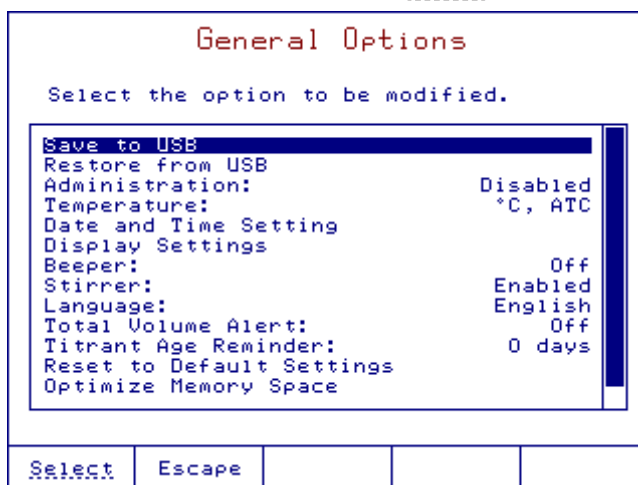 General Options
Select the option to be modified.
Save to USB
Restore from USB
Administration: Disabled
Temperature: °C, ATC
Date and Time Setting
Display Settings
Beeper: Off
Stirrer: Enabled
Language: English
Total Volume Alert: Off
Titrant Age Reminder: 0 days
Reset to Default Settings
Optimize Memory Space
Select Escape